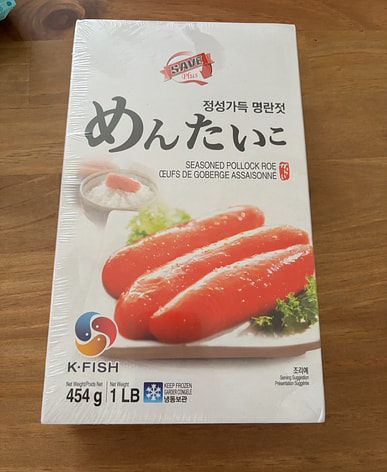 SAVE
Plus
정성가득 명란젓
めんたいこ
SEASONED POLLOCK ROE
ŒUFS DE GOBERGE ASSAISONNÉ
K·FISH
Net Weight/Poids Net
454 g
Net Weight
1 LB
KEEP FROZEN
GARDER CONGELÉ
냉동보관
조리예
Serving Suggestion
Présentation Suggérée